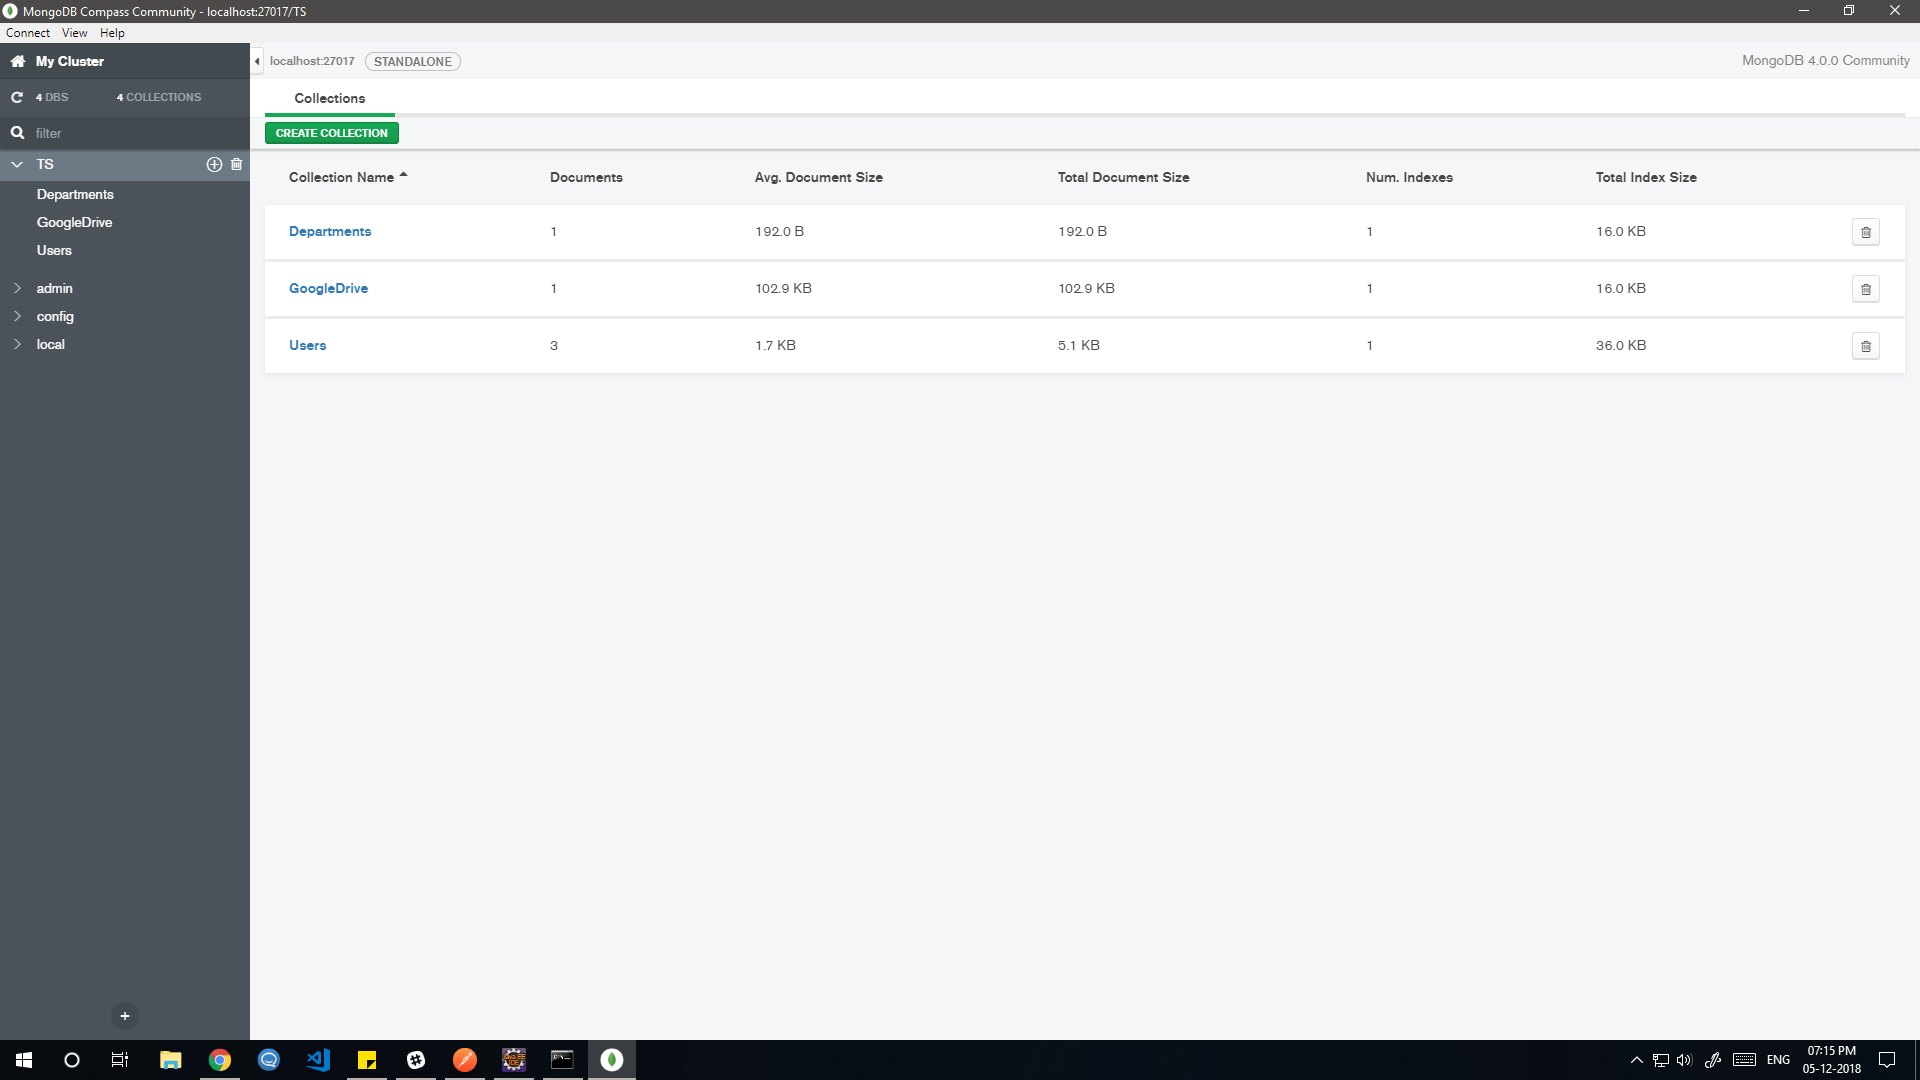 MongoDB Compass Community - localhost:27017/TS
Connect View Help
My Cluster
4 DBS 4 COLLECTIONS
filter
TS
Departments
GoogleDrive
Users
admin
config
local
+
localhost:27017 STANDALONE MongoDB 4.0.0 Community
Collections
CREATE COLLECTION
Collection Name Documents Avg. Document Size Total Document Size Num. Indexes Total Index Size
Departments 1 192.0 B 192.0 B 1 16.0 KB
GoogleDrive 1 102.9 KB 102.9 KB 1 16.0 KB
Users 3 1.7 KB 5.1 KB 1 36.0 KB
ENG
07:15 PM
05-12-2018